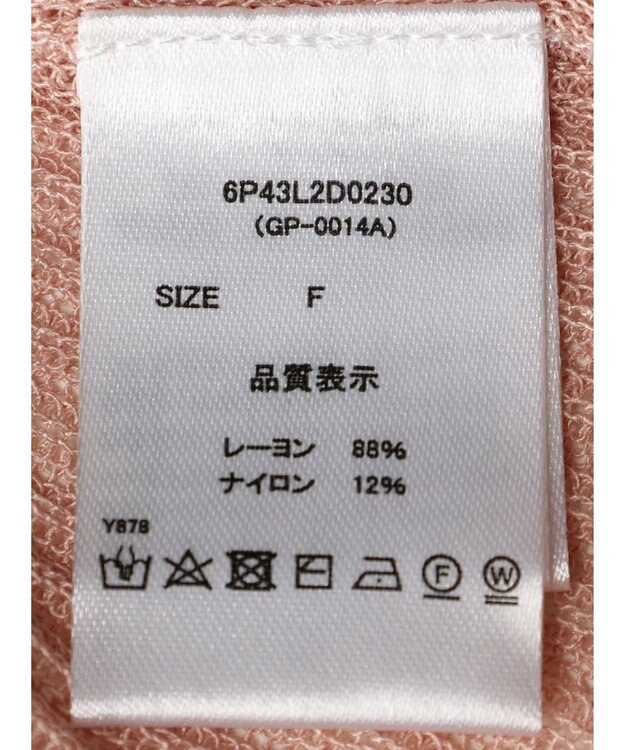 6P43L2D0230
(GP-0014A)
SIZE F
品質表示
レーヨン 88%
ナイロン 12%
Y878
F W